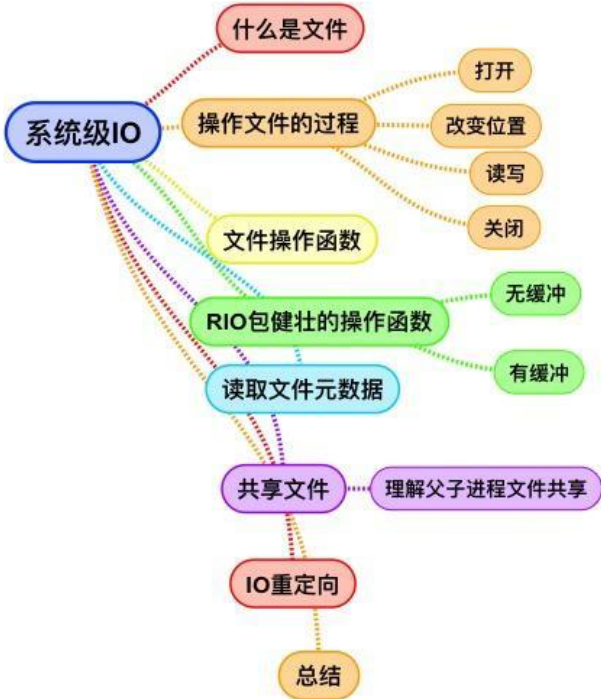 什么是文件
系统级IO
操作文件的过程
打开
改变位置
读写
关闭
文件操作函数
RIO包健壮的操作函数
无缓冲
有缓冲
读取文件元数据
共享文件
理解父子进程文件共享
IO重定向
总结